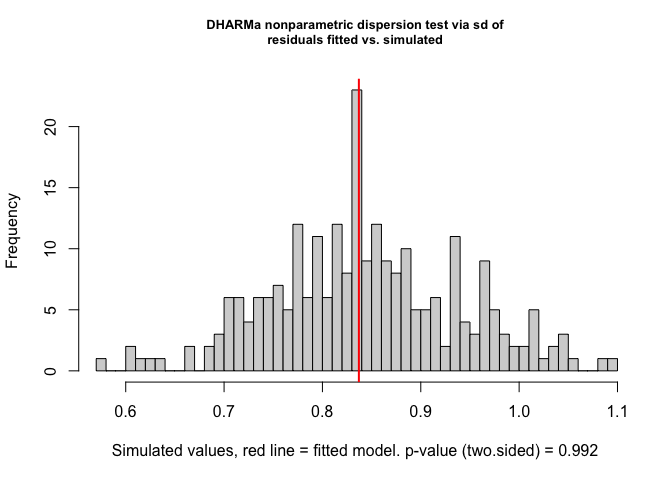 DHARMa nonparametric dispersion test via sd of
residuals fitted vs. simulated
Frequency
20
15
10
5
0
0.6 0.7 0.8 0.9 1.0 1.1
Simulated values, red line = fitted model. p-value (two.sided) = 0.992